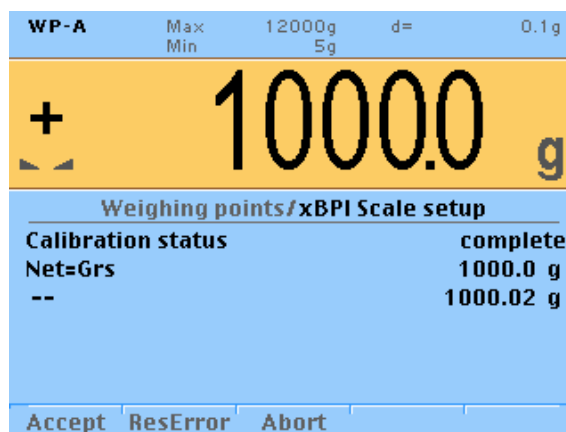 WP-A Max 12000g d= 0.1g
Min 5g
+ 1000.0 g
Weighing points/xBPI Scale setup
Calibration status complete
Net=Grs 1000.0 g
-- 1000.02 g
Accept ResError Abort